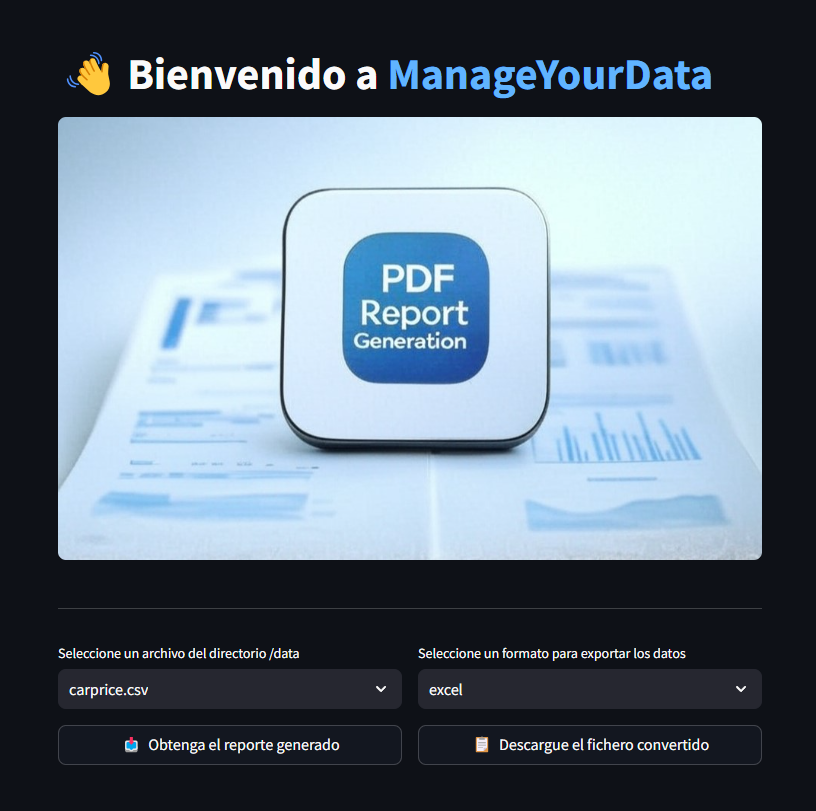 👋 Bienvenido a ManageYourData
PDF
Report
Generation
Seleccione un archivo del directorio /data
Seleccione un formato para exportar los datos
carprice.csv
excel
Obtenga el reporte generado
Descargue el fichero convertido